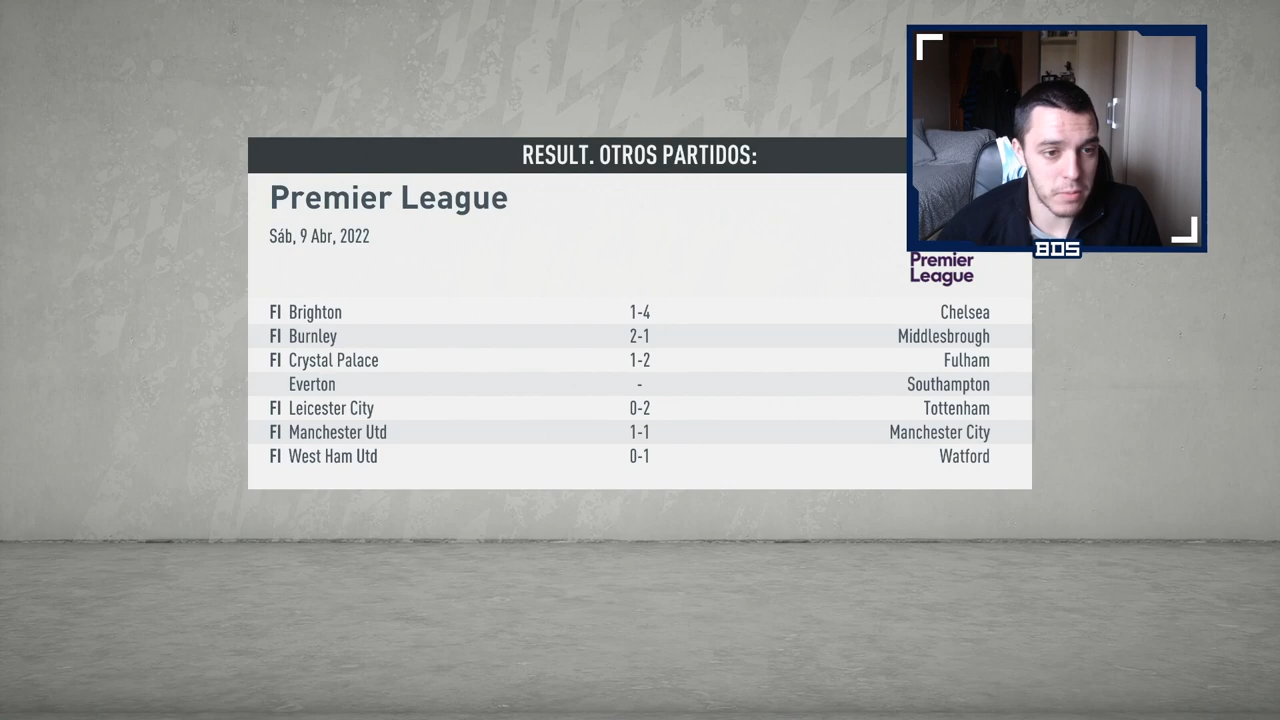 RESULT. OTROS PARTIDOS:
Premier League
Sáb, 9 Abr, 2022
BDS
Premier
League
FI Brighton 1-4 Chelsea
FI Burnley 2-1 Middlesbrough
FI Crystal Palace 1-2 Fulham
Everton - Southampton
FI Leicester City 0-2 Tottenham
FI Manchester Utd 1-1 Manchester City
FI West Ham Utd 0-1 Watford